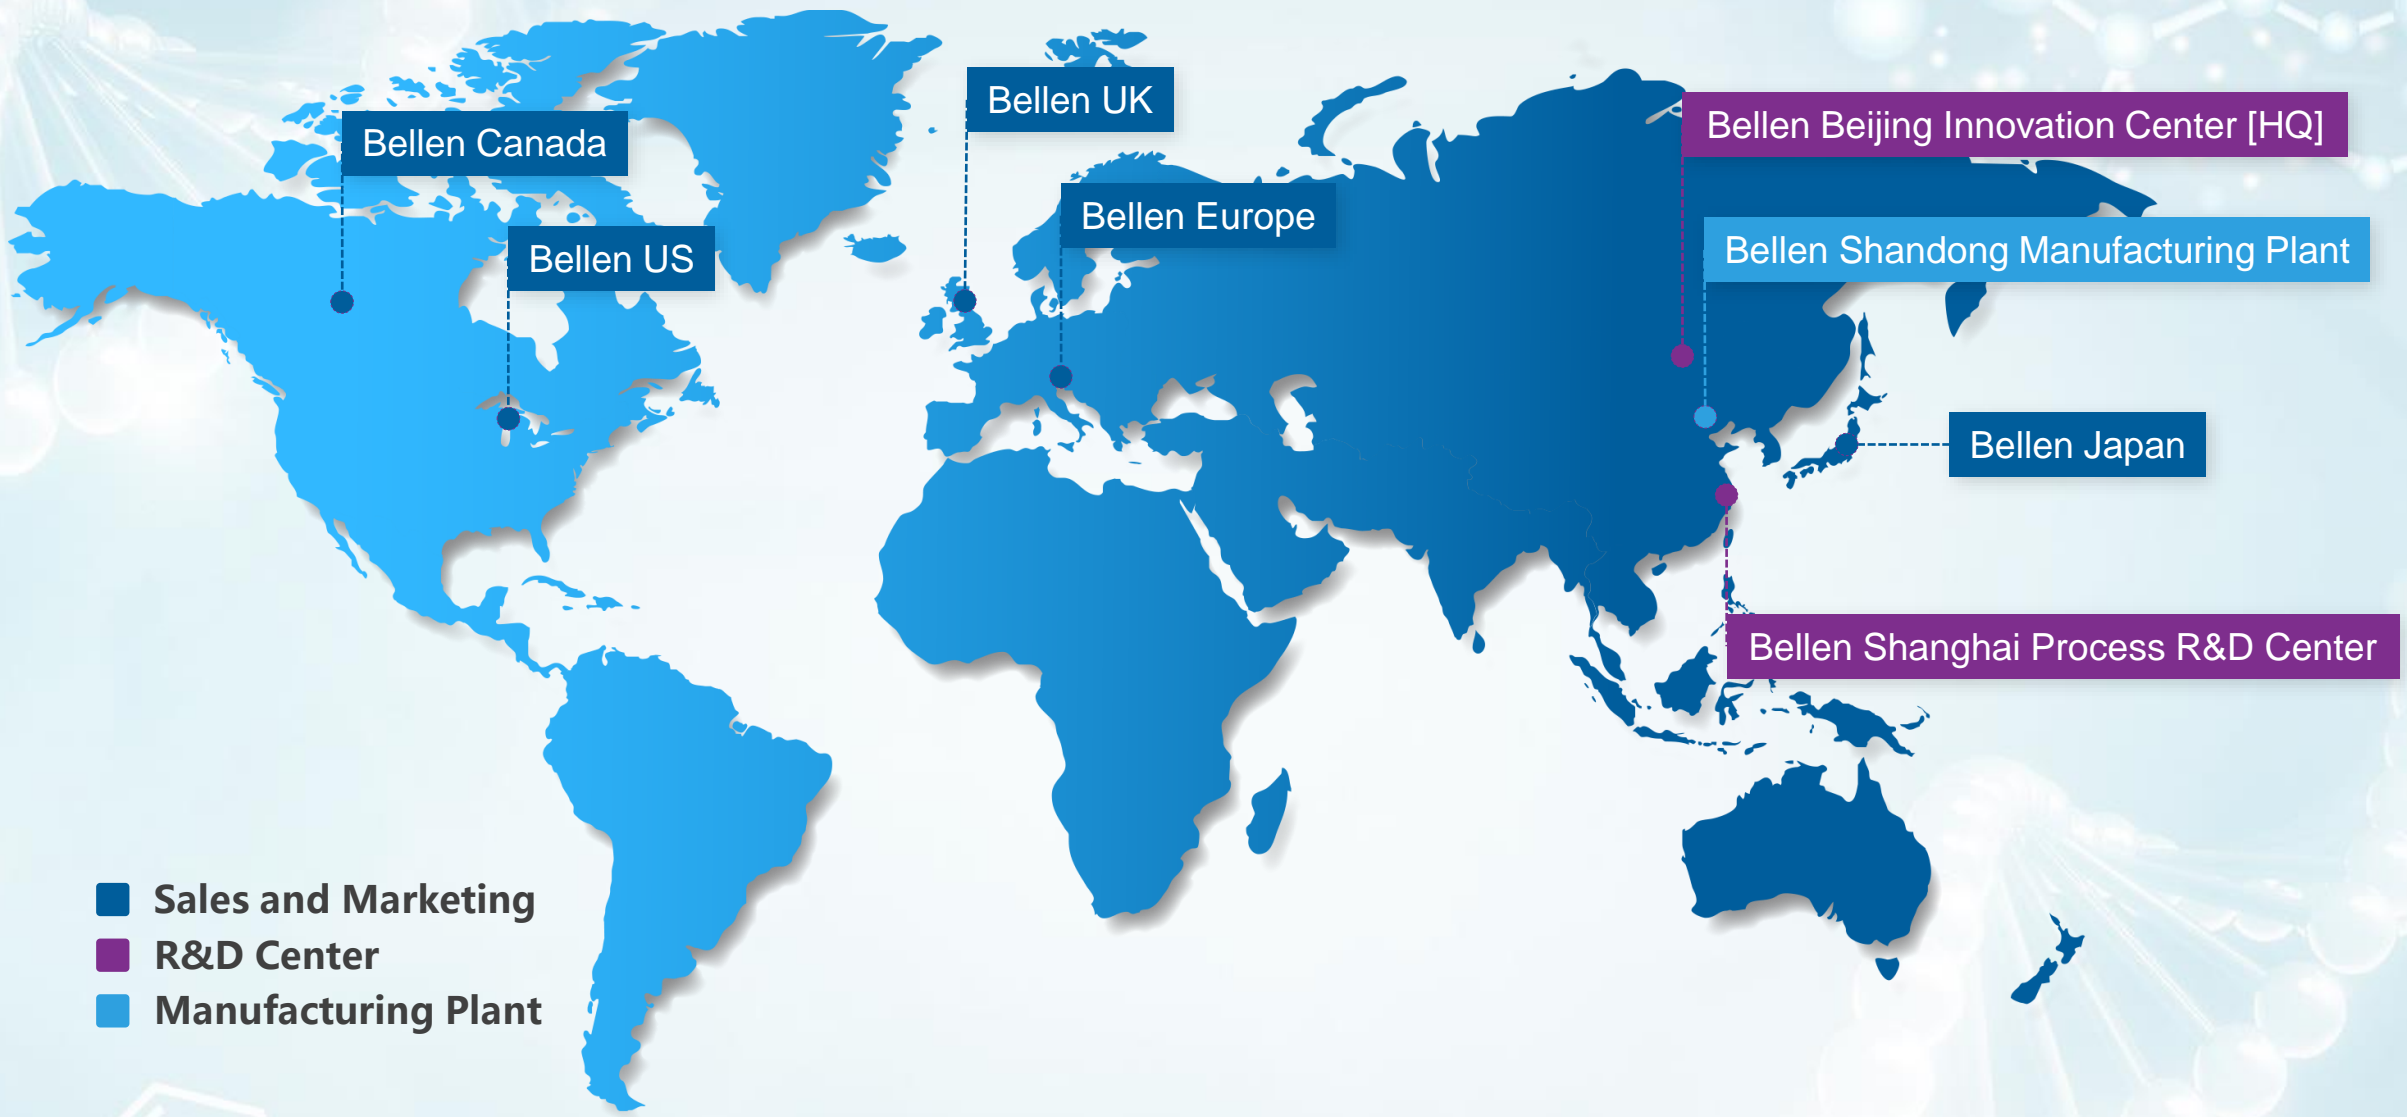 Bellen UK
Bellen Canada
Bellen Beijing Innovation Center [HQ]
Bellen Europe
Bellen US
Bellen Shandong Manufacturing Plant
Bellen Japan
Bellen Shanghai Process R&D Center
Sales and Marketing
R&D Center
Manufacturing Plant